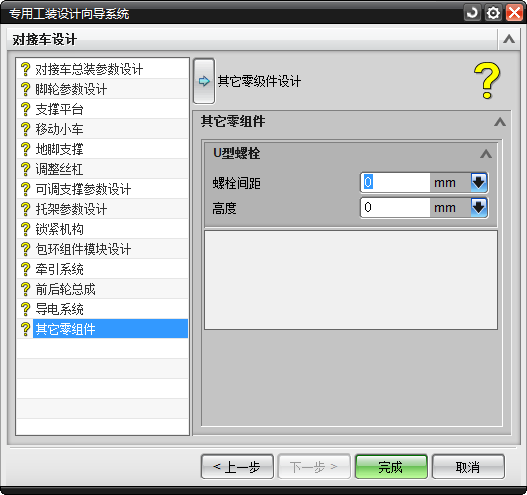 专用工装设计向导系统
对接车设计
对接车总装参数设计
脚轮参数设计
支撑平台
移动小车
地脚支撑
调整丝杠
可调支撑参数设计
托架参数设计
锁紧机构
包环组件模块设计
牵引系统
前后轮总成
导电系统
其它零组件
其它零级件设计
其它零组件
U型螺栓
螺栓间距 0 mm
高度 0 mm
< 上一步 下一步 > 完成 取消